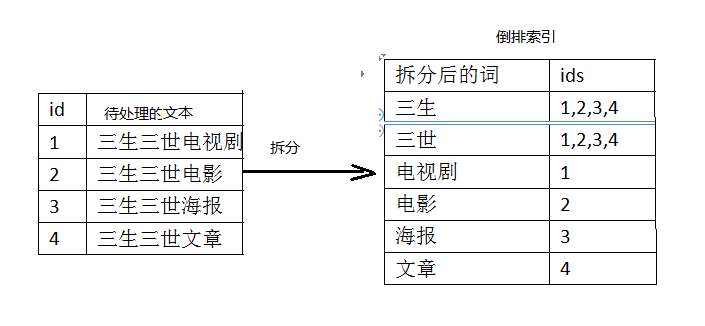 倒排索引
id 待处理的文本
1 三生三世电视剧
2 三生三世电影
3 三生三世海报
4 三生三世文章
拆分
拆分后的词 ids
三生 1,2,3,4
三世 1,2,3,4
电视剧 1
电影 2
海报 3
文章 4